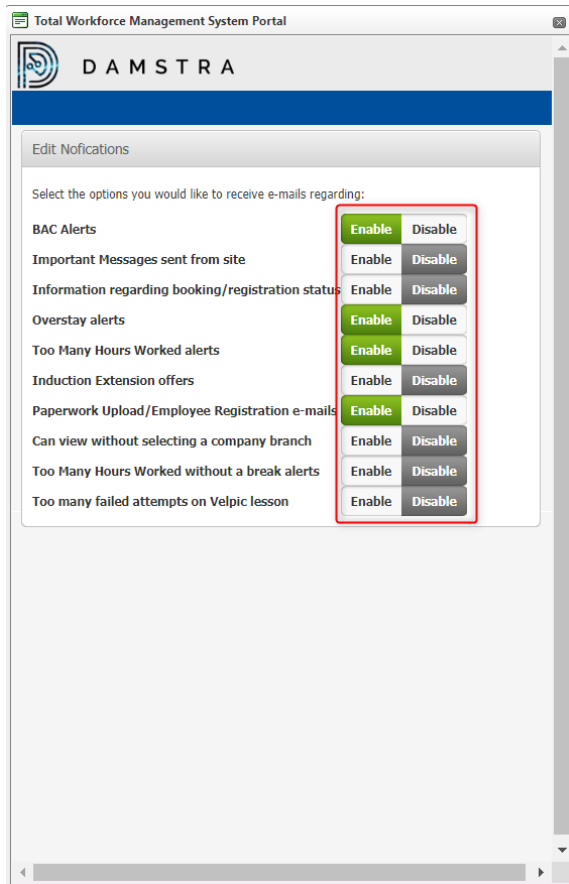 Total Workforce Management System Portal
DAMSTRA
Edit Nofications
Select the options you would like to receive e-mails regarding:
BAC Alerts Enable Disable
Important Messages sent from site Enable Disable
Information regarding booking/registration status Enable Disable
Overstay alerts Enable Disable
Too Many Hours Worked alerts Enable Disable
Induction Extension offers Enable Disable
Paperwork Upload/Employee Registration e-mails Enable Disable
Can view without selecting a company branch Enable Disable
Too Many Hours Worked without a break alerts Enable Disable
Too many failed attempts on Velpic lesson Enable Disable